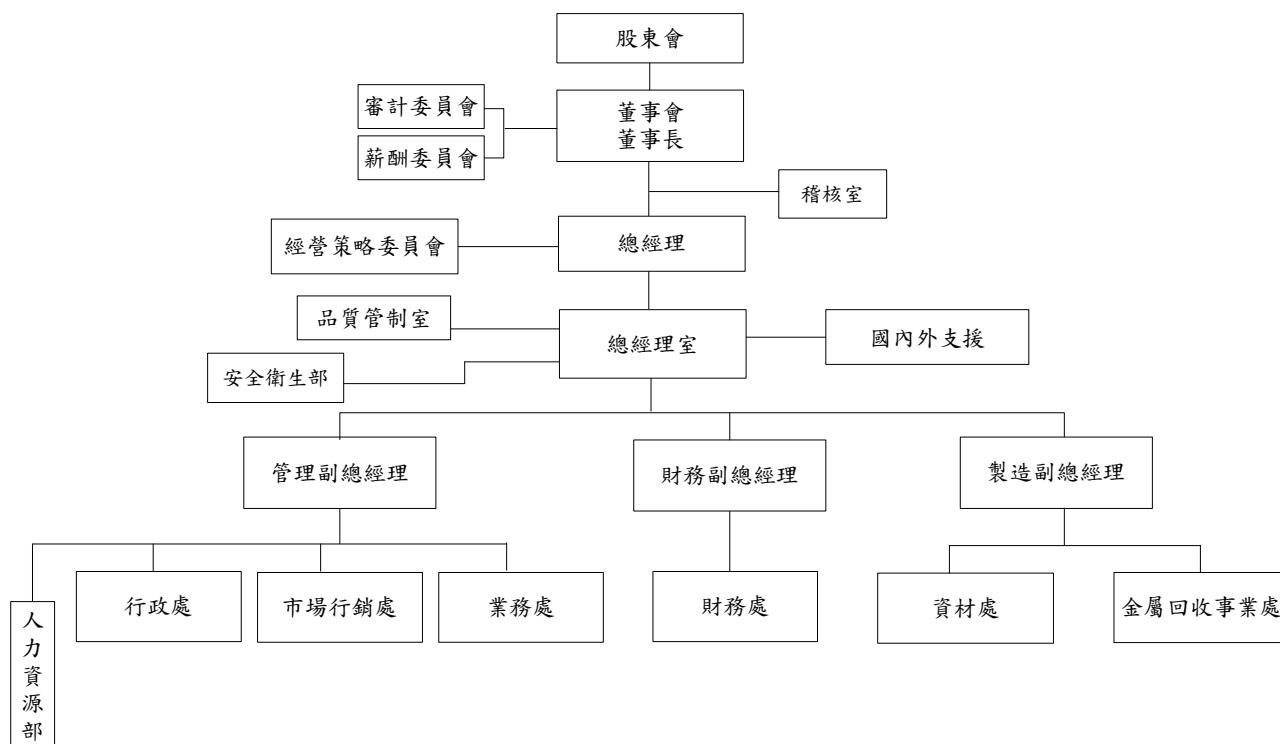 股東會
審計委員會
薪酬委員會
董事會
董事長
稽核室
經營策略委員會
總經理
品質管制室
總經理室
國內外支援
安全衛生部
管理副總經理
財務副總經理
製造副總經理
人力資源部
行政處
市場行銷處
業務處
財務處
資材處
金屬回收事業處